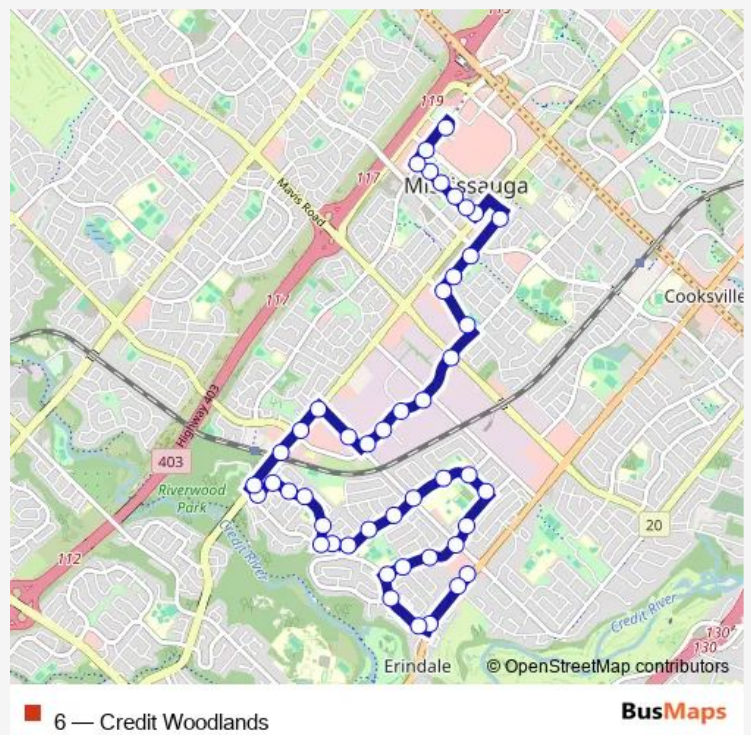 119
117
Mississauga
Mavis Road
117
Cooksville
Highway 403
403
Riverwood
Park
20
Credit River
112
Credit River
130
130
Erindale
© OpenStreetMap contributors
6 — Credit Woodlands
BusMaps